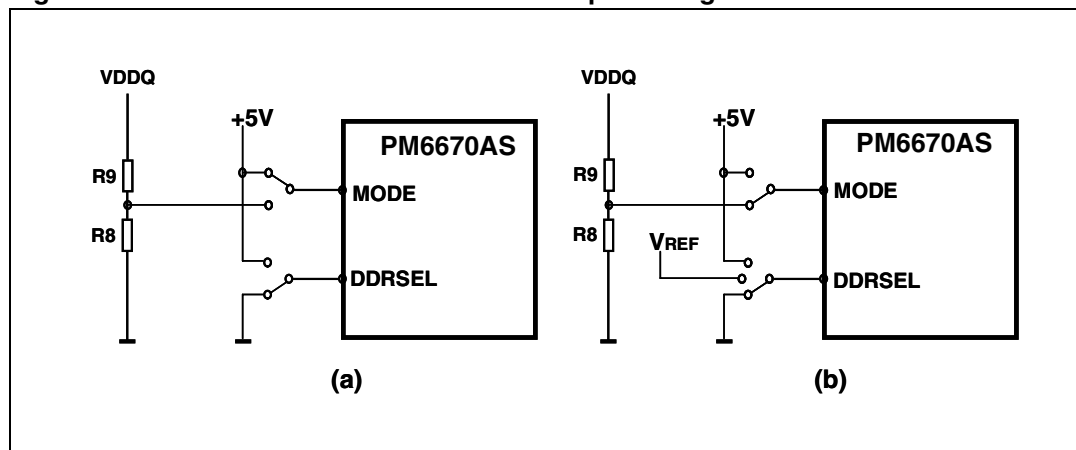 VDDQ
+5V
PM6670AS
R9
MODE
R8
DDRSEL
(a)
VDDQ
+5V
PM6670AS
R9
MODE
R8
VREF
DDRSEL
(b)